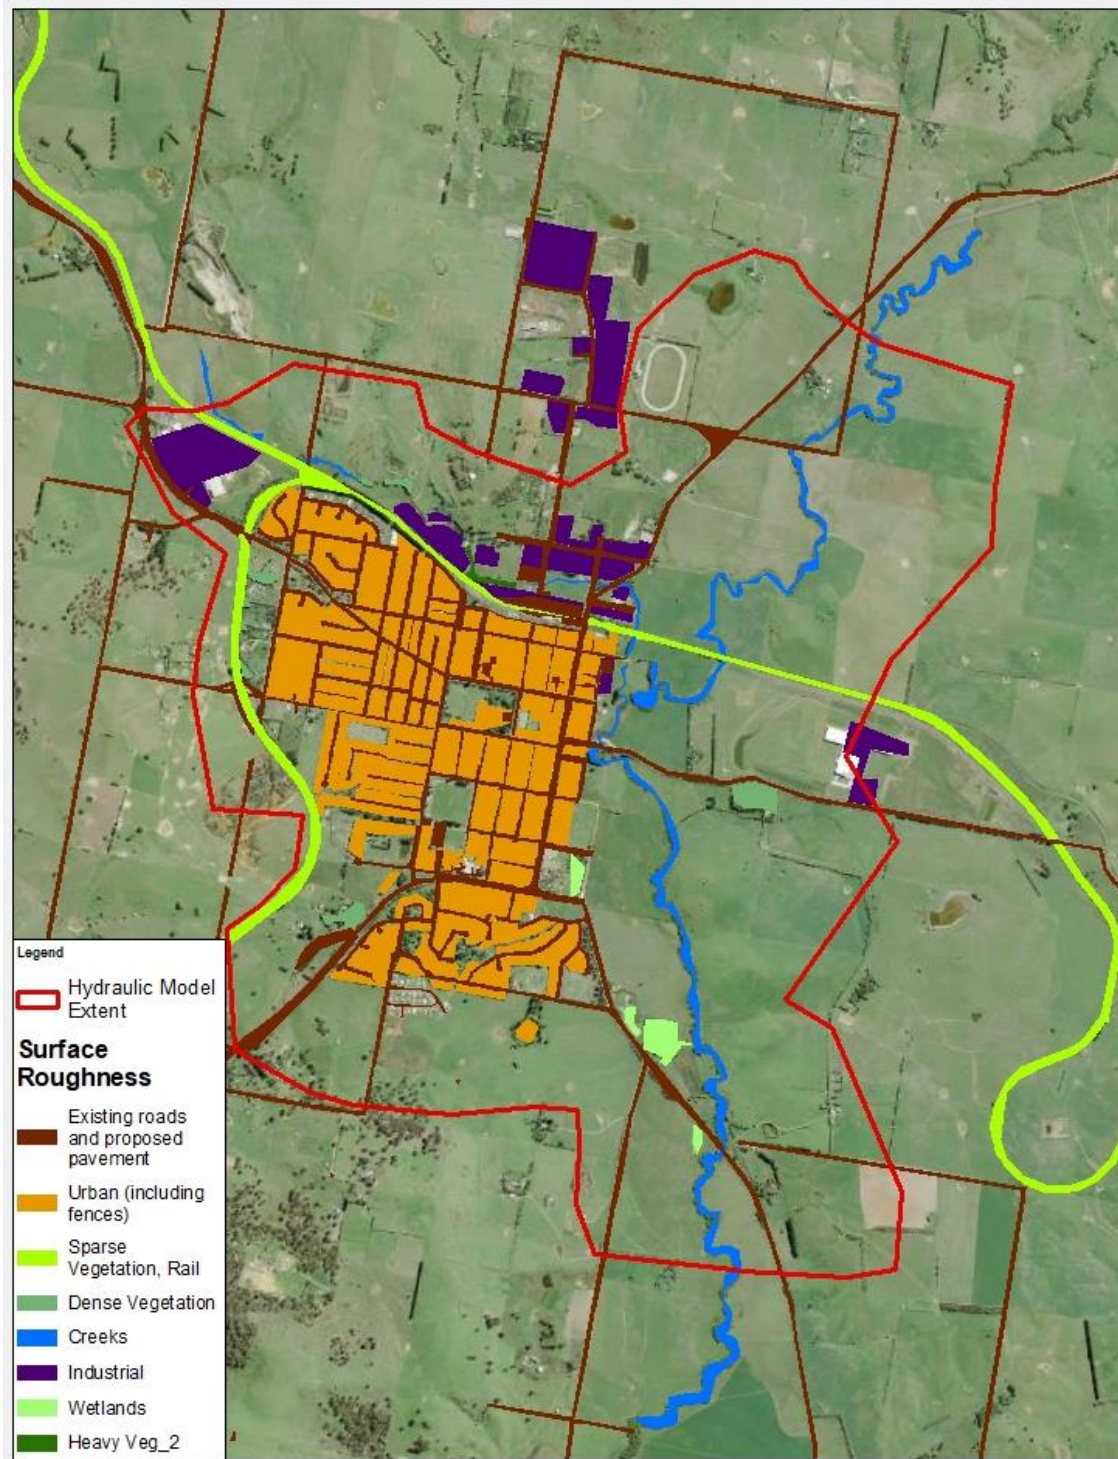 Legend
Hydraulic Model
Extent
Surface
Roughness
Existing roads
and proposed
pavement
Urban (including
fences)
Sparse
Vegetation, Rail
Dense Vegetation
Creeks
Industrial
Wetlands
Heavy Veg_2